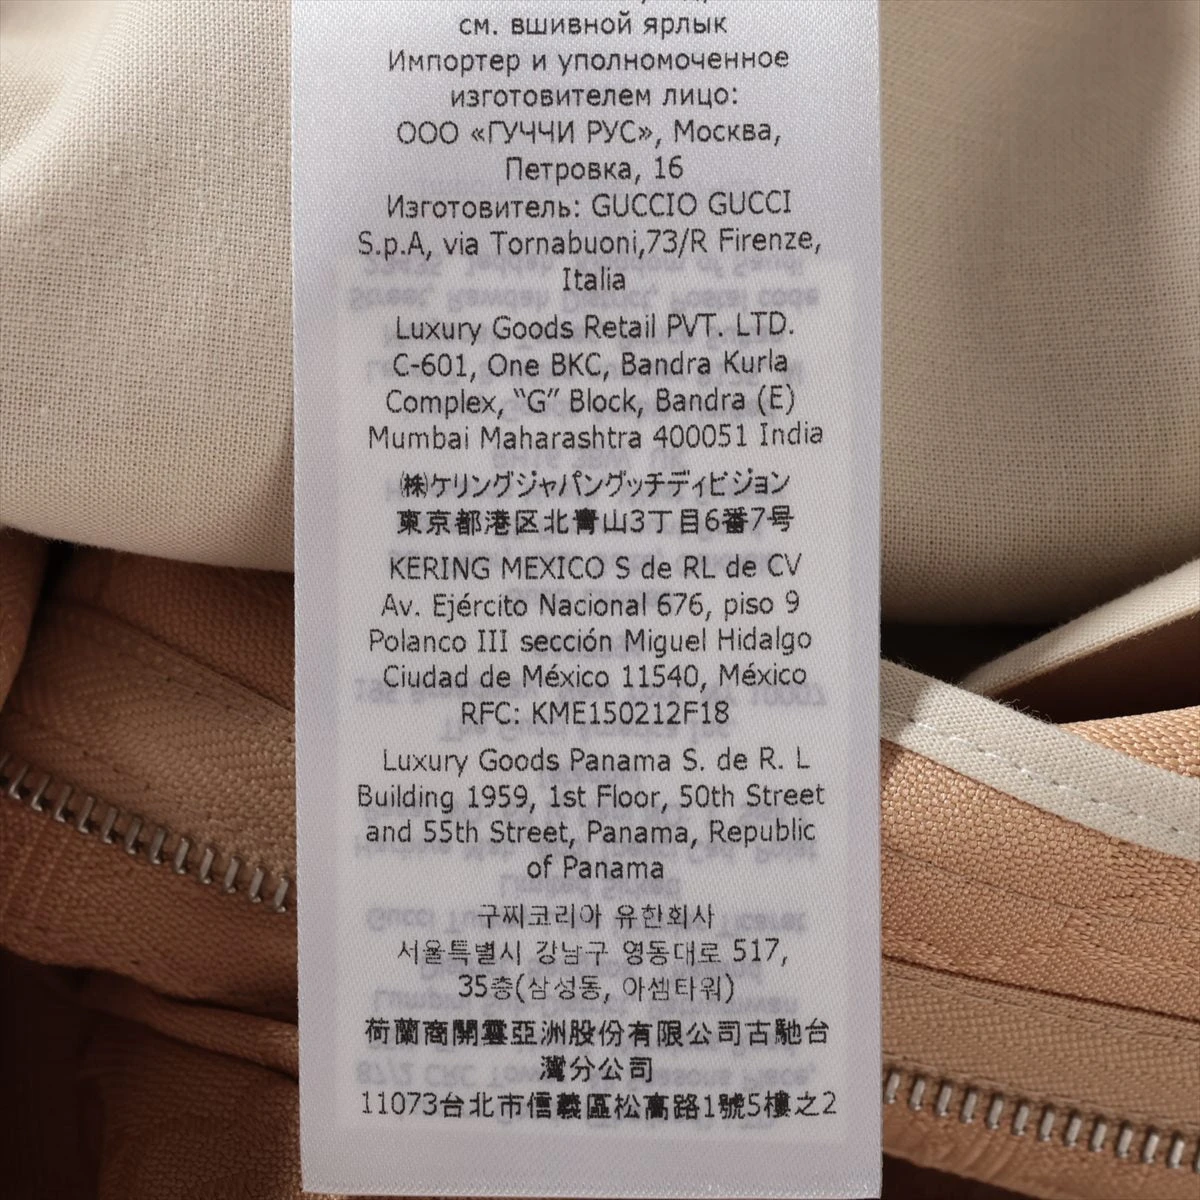 см. вшивной ярлык
Импортер и уполномоченное
изготовителем лицо:
ООО «ГУЧЧИ РУС», Москва,
Петровка, 16
Изготовитель: GUCCIO GUCCI
S.p.A, via Tornabuoni,73/R Firenze,
Italia
Luxury Goods Retail PVT. LTD.
C-601, One BKC, Bandra Kurla
Complex, “G” Block, Bandra (E)
Mumbai Maharashtra 400051 India
㈱ケリングジャパングッチディビジョン
東京都港区北青山3丁目6番7号
KERING MEXICO S de RL de CV
Av. Ejército Nacional 676, piso 9
Polanco III sección Miguel Hidalgo
Ciudad de México 11540, México
RFC: KME150212F18
Luxury Goods Panama S. de R. L
Building 1959, 1st Floor, 50th Street
and 55th Street, Panama, Republic
of Panama
구찌코리아 유한회사
서울특별시 강남구 영동대로 517,
35층(삼성동, 아셈타워)
荷蘭商開雲亞洲股份有限公司古馳台
灣分公司
11073台北市信義區松高路1號5樓之2